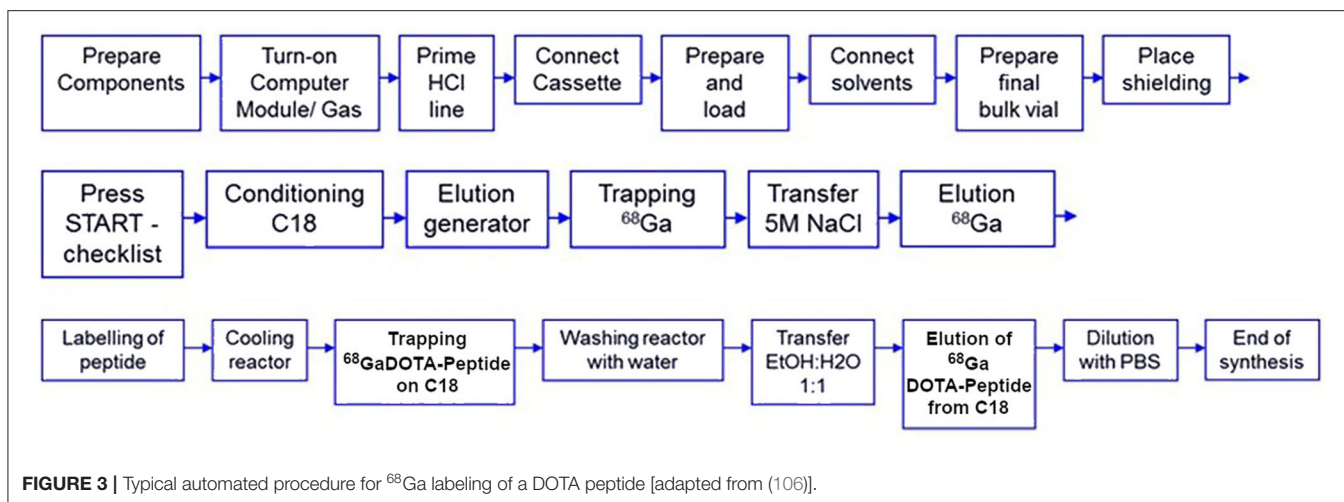 Prepare
Components
Turn-on
Computer
Module/ Gas
Prime
HCl
line
Connect
Cassette
Prepare
and
load
Connect
solvents
Prepare
final
bulk vial
Place
shielding
Press
START -
checklist
Conditioning
C18
Elution
generator
Trapping
⁶⁸Ga
Transfer
5M NaCl
Elution
⁶⁸Ga
Labelling of
peptide
Cooling
reactor
Trapping
⁶⁸GaDOTA-Peptide
on C18
Washing reactor
with water
Transfer
EtOH:H2O
1:1
Elution of
⁶⁸Ga
DOTA-Peptide
from C18
Dilution
with PBS
End of
synthesis
FIGURE 3 | Typical automated procedure for ⁶⁸Ga labeling of a DOTA peptide [adapted from (106)].